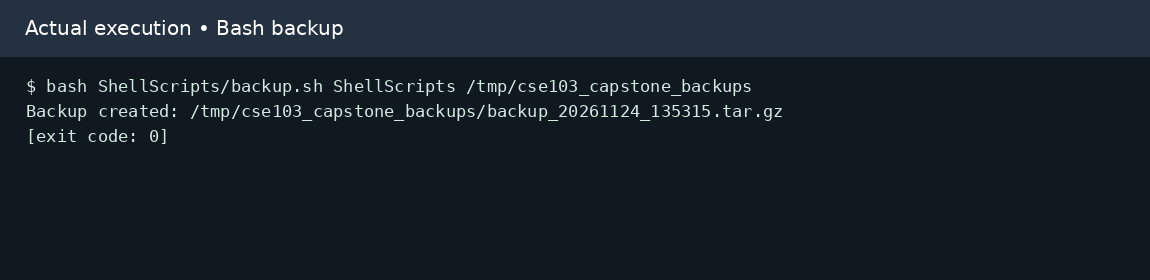 Actual execution • Bash backup
$ bash ShellScripts/backup.sh ShellScripts /tmp/cse103_capstone_backups
Backup created: /tmp/cse103_capstone_backups/backup_20261124_135315.tar.gz
[exit code: 0]